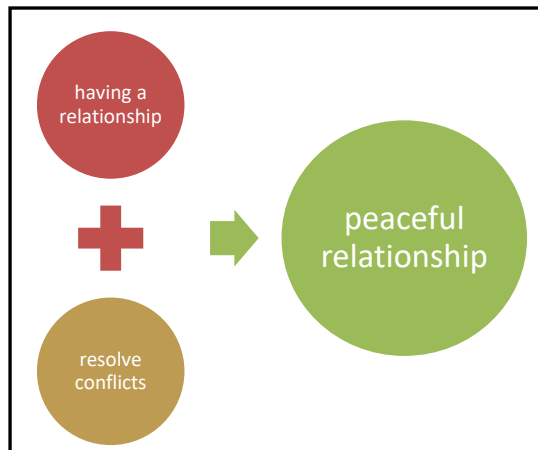 having a
relationship
resolve
conflicts
peaceful
relationship